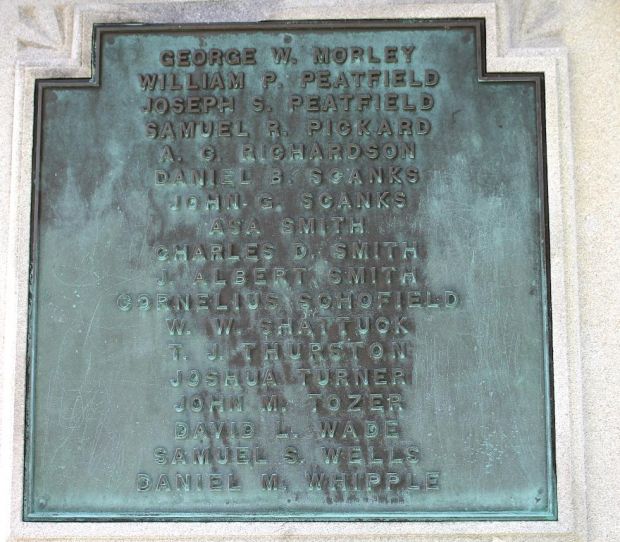 GEORGE W. MORLEY
WILLIAM P. PEATFIELD
JOSEPH S. PEATFIELD
SAMUEL R. PICKARD
A. C. RICHARDSON
DANIEL B. SCANKS
JOHN G. SCANKS
ASA SMITH
CHARLES D. SMITH
J. ALBERT SMITH
CORNELIUS SCHOFIELD
W. W. SHATTUCK
T. J. THURSTON
JOSHUA TURNER
JOHN M. TOZER
DAVID L. WADE
SAMUEL S. WELLS
DANIEL M. WHIPPLE